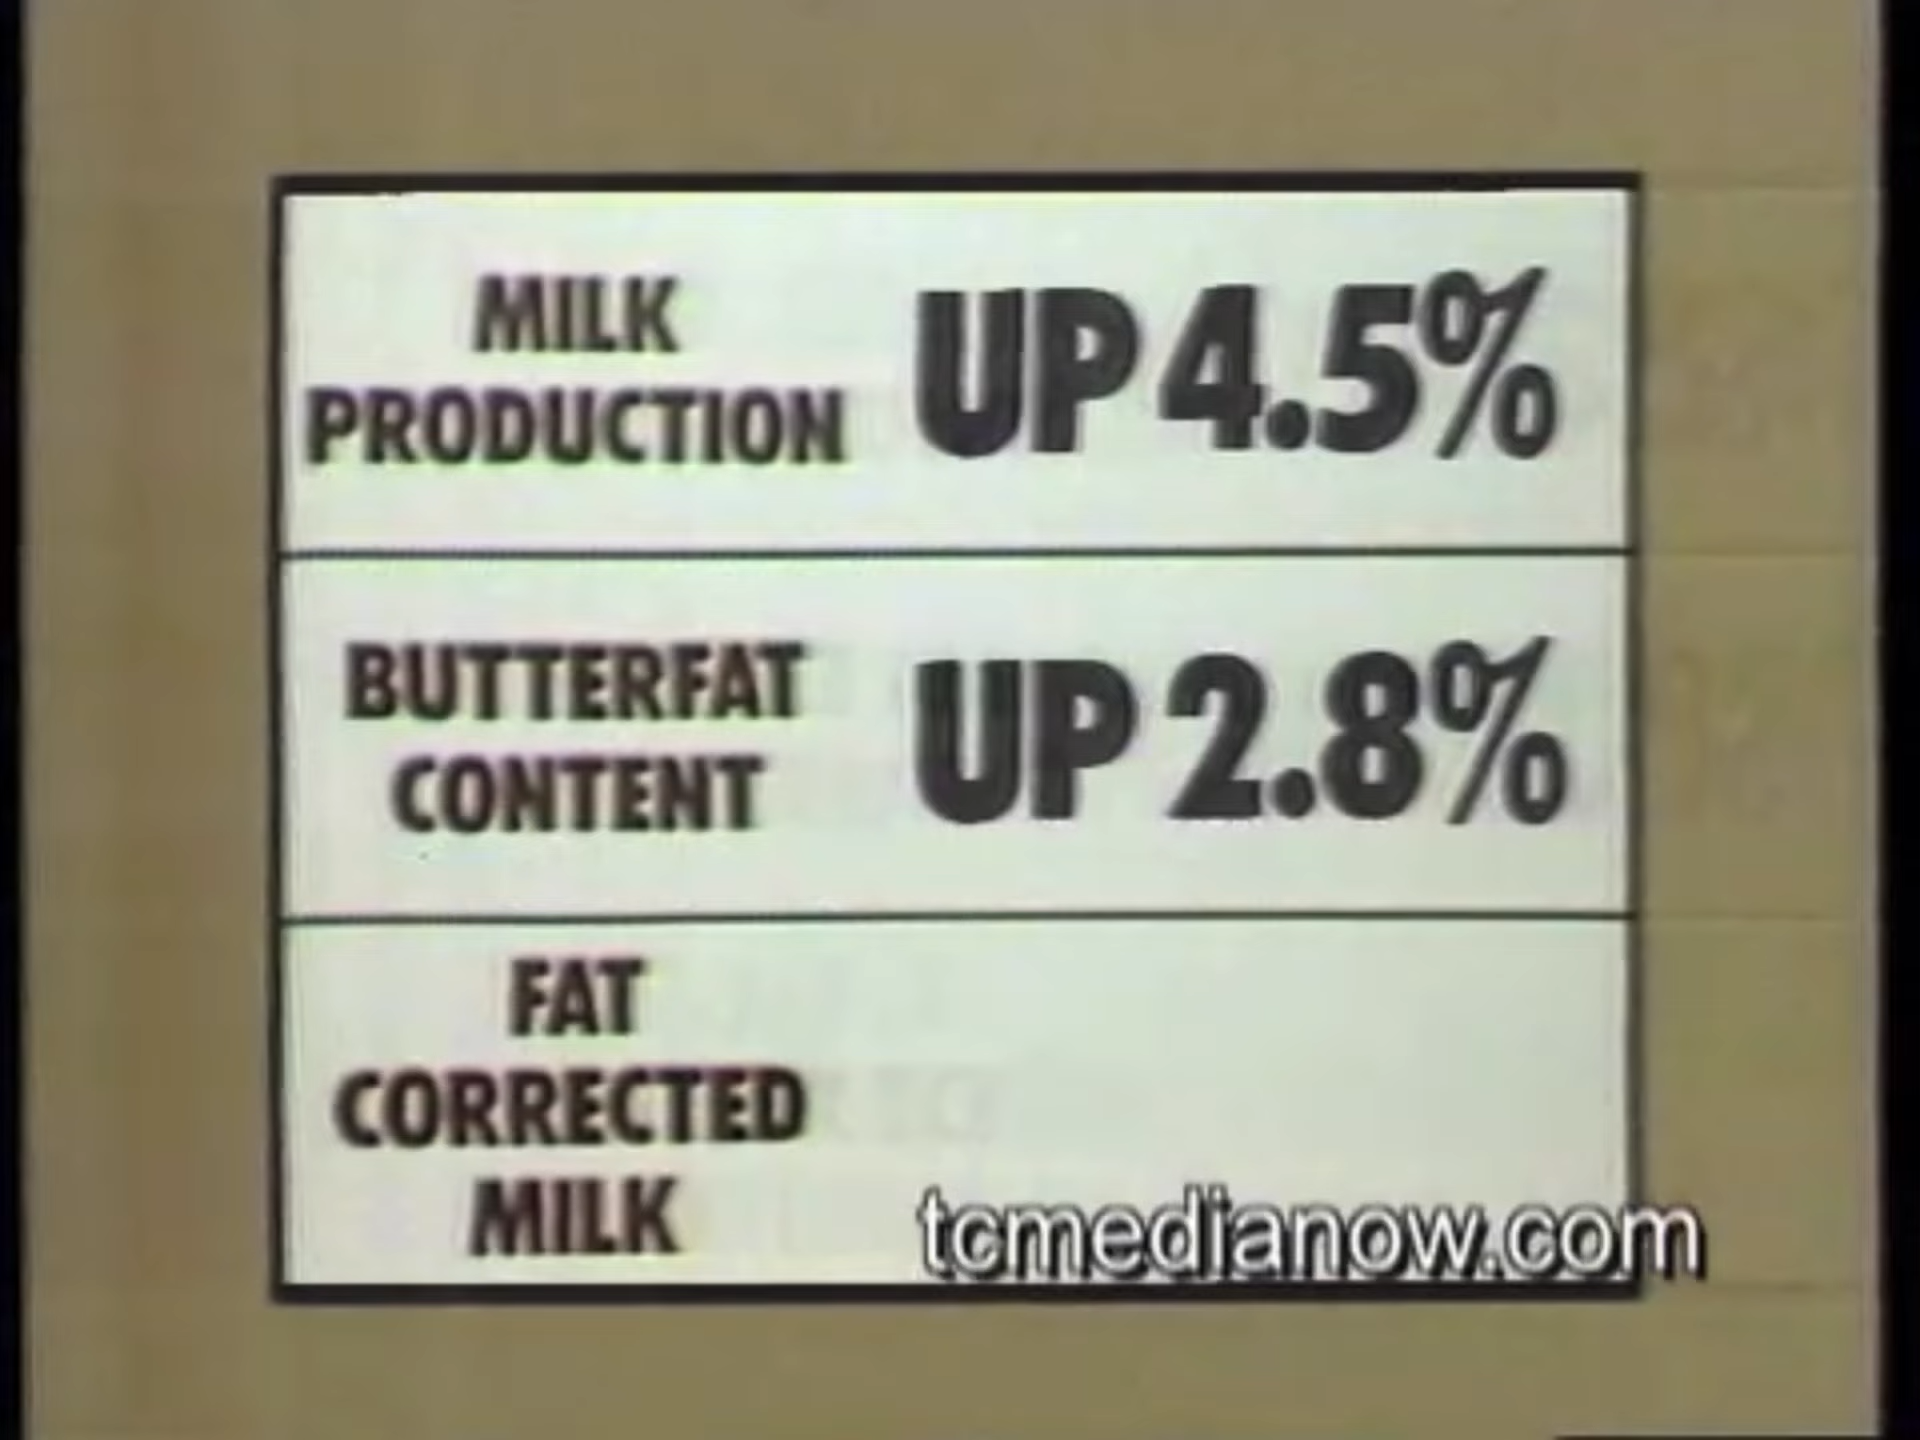 MILK
PRODUCTION
UP 4.5%
BUTTERFAT
CONTENT
UP 2.8%
FAT
CORRECTED
MILK
tcmedianow.com